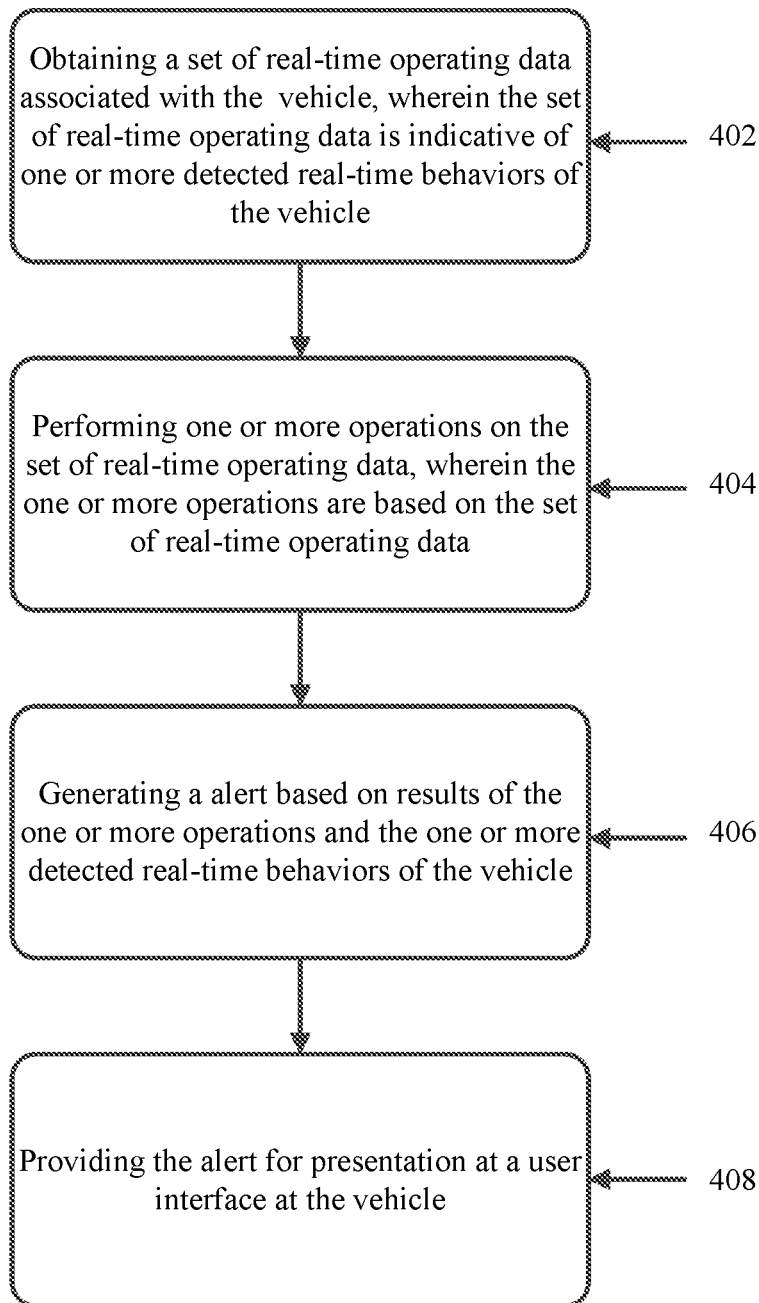 Obtaining a set of real-time operating data
associated with the vehicle, wherein the set
of real-time operating data is indicative of
one or more detected real-time behaviors of
the vehicle
402
Performing one or more operations on the
set of real-time operating data, wherein the
one or more operations are based on the set
of real-time operating data
404
Generating a alert based on results of the
one or more operations and the one or more
detected real-time behaviors of the vehicle
406
Providing the alert for presentation at a user
interface at the vehicle
408